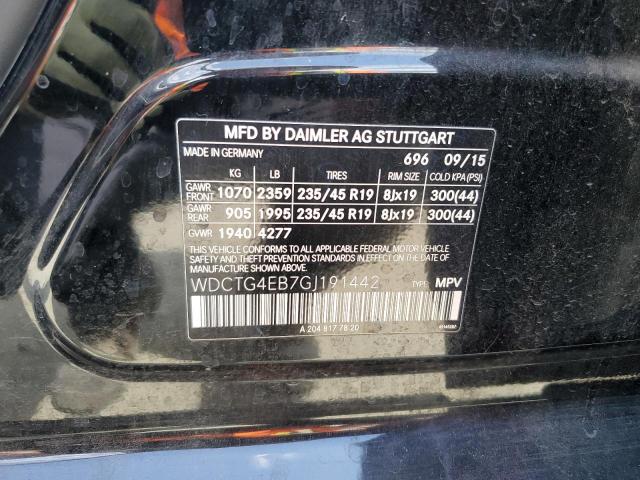 MFD BY DAIMLER AG STUTTGART
MADE IN GERMANY 696 09/15
KG LB TIRES RIM SIZE COLD KPA (PSI)
GAWR FRONT 1070 2359 235/45 R19 8Jx19 300(44)
GAWR REAR 905 1995 235/45 R19 8Jx19 300(44)
GVWR 1940 4277
THIS VEHICLE CONFORMS TO ALL APPLICABLE FEDERAL MOTOR VEHICLE
SAFETY, BUMPER, AND THEFT PREVENTION STANDARDS IN EFFECT
ON THE DATE OF MANUFACTURE SHOWN ABOVE.
WDCTG4EB7GJ191442 TYPE: MPV
A 204 817 78 20